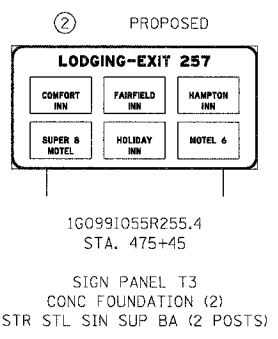 2 PROPOSED
LODGING-EXIT 257
COMFORT INN FAIRFIELD INN HAMPTON INN
SUPER 8 MOTEL HOLIDAY INN MOTEL 6
1G099I055R255.4
STA. 475+45
SIGN PANEL T3
CONC FOUNDATION (2)
STR STL SIN SUP BA (2 POSTS)